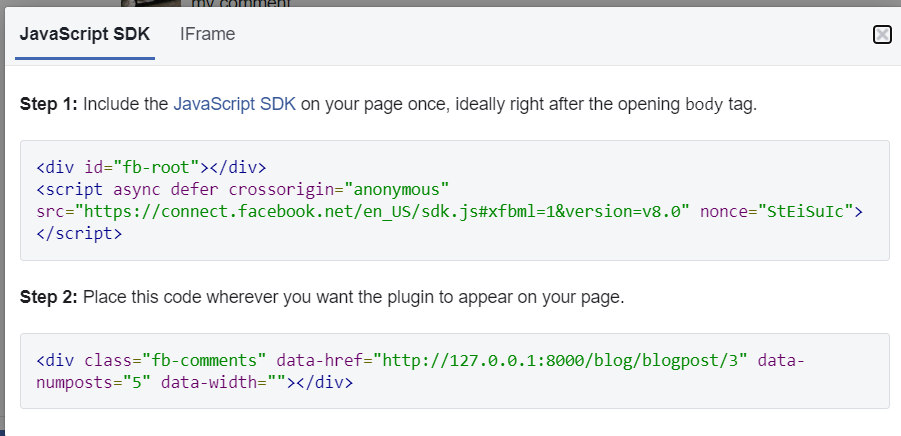 my comment
JavaScript SDK IFrame
Step 1: Include the JavaScript SDK on your page once, ideally right after the opening body tag.
<div id="fb-root"></div>
<script async defer crossorigin="anonymous"
src="https://connect.facebook.net/en_US/sdk.js#xfbml=1&version=v8.0" nonce="StEiSuIc">
</script>
Step 2: Place this code wherever you want the plugin to appear on your page.
<div class="fb-comments" data-href="http://127.0.0.1:8000/blog/blogpost/3" data-
numposts="5" data-width=""></div>